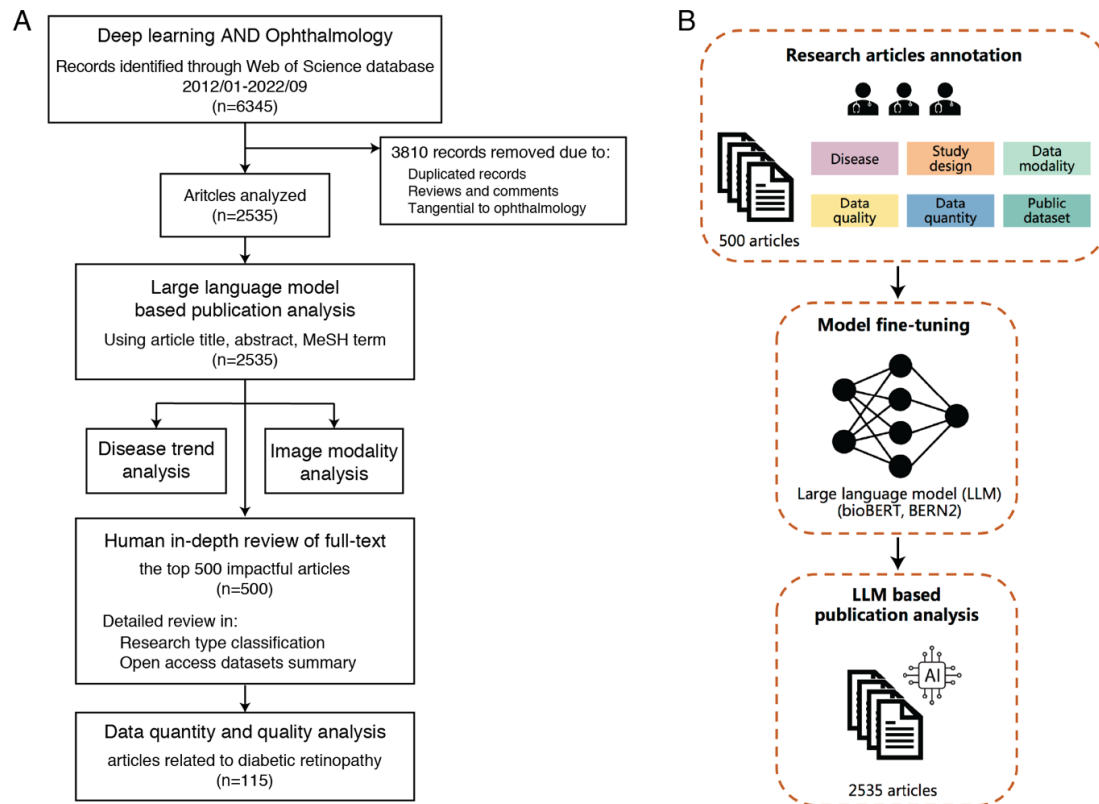 A
Deep learning AND Ophthalmology
Records identified through Web of Science database
2012/01-2022/09
(n=6345)
3810 records removed due to:
Duplicated records
Reviews and comments
Tangential to ophthalmology
Aritcles analyzed
(n=2535)
Large language model
based publication analysis
Using article title, abstract, MeSH term
(n=2535)
Disease trend
analysis
Image modality
analysis
Human in-depth review of full-text
the top 500 impactful articles
(n=500)
Detailed review in:
Research type classification
Open access datasets summary
Data quantity and quality analysis
articles related to diabetic retinopathy
(n=115)
B
Research articles annotation
500 articles
Disease
Study
design
Data
modality
Data
quality
Data
quantity
Public
dataset
Model fine-tuning
Large language model (LLM)
(bioBERT, BERN2)
LLM based
publication analysis
AI
2535 articles